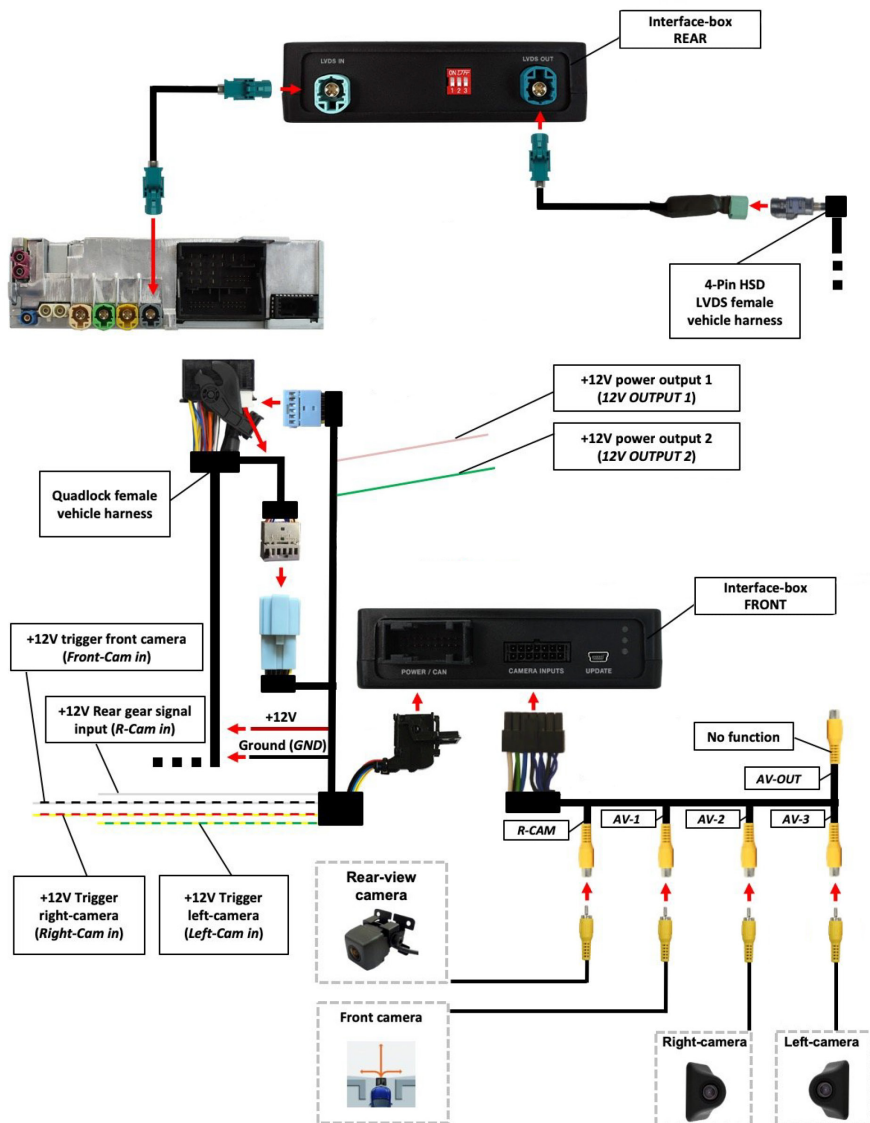 Interface-box
REAR
LVDS IN
LVDS OUT
ON
1 2 3
4-Pin HSD
LVDS female
vehicle harness
+12V power output 1
(12V OUTPUT 1)
+12V power output 2
(12V OUTPUT 2)
Quadlock female
vehicle harness
Interface-box
FRONT
POWER / CAN
CAMERA INPUTS
UPDATE
+12V trigger front camera
(Front-Cam in)
+12V Rear gear signal
input (R-Cam in)
+12V
Ground (GND)
No function
AV-OUT
R-CAM
AV-1
AV-2
AV-3
+12V Trigger
right-camera
(Right-Cam in)
+12V Trigger
left-camera
(Left-Cam in)
Rear-view
camera
Front camera
Right-camera
Left-camera